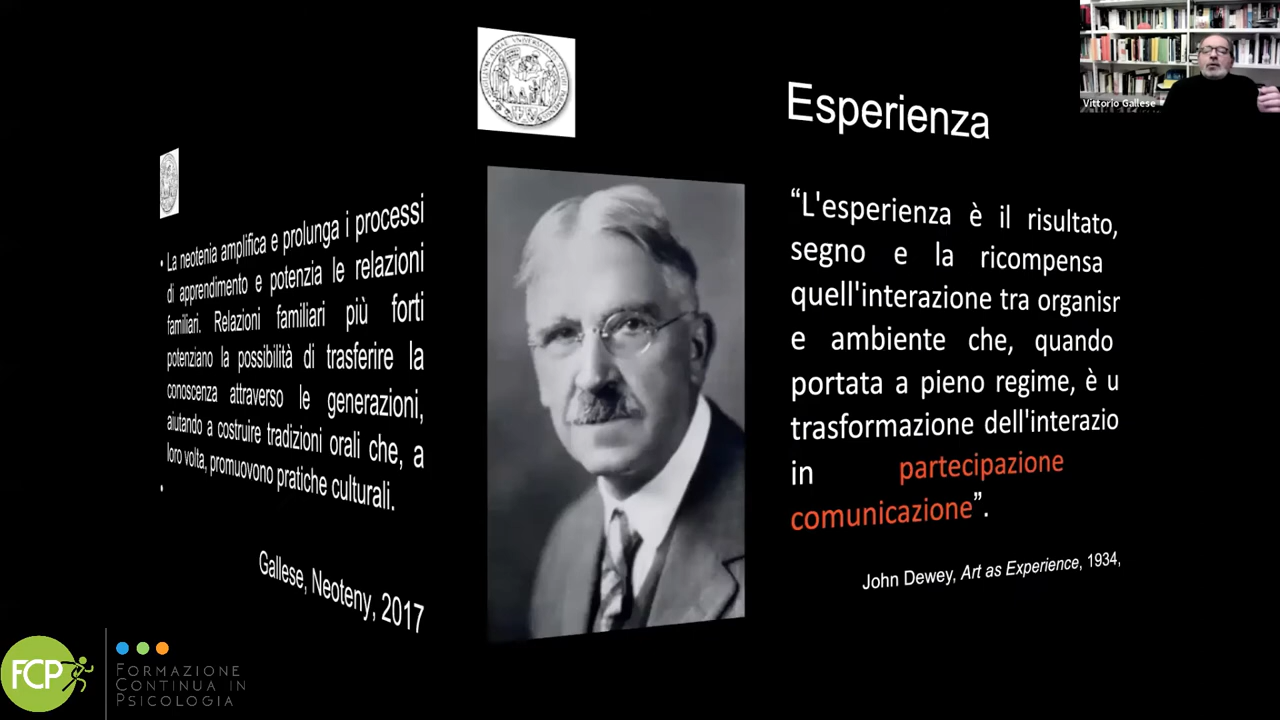 Vittorio Gallese
Esperienza
• La neotenia amplifica e prolunga i processi
di apprendimento e potenzia le relazioni
familiari. Relazioni familiari più forti
potenziano la possibilità di trasferire la
conoscenza attraverso le generazioni,
aiutando a costruire tradizioni orali che, a
loro volta, promuovono pratiche culturali.
•
Gallese, Neoteny, 2017
“L'esperienza è il risultato,
segno e la ricompensa
quell'interazione tra organisr
e ambiente che, quando
portata a pieno regime, è u
trasformazione dell'interazio
in partecipazione
comunicazione”.
John Dewey, Art as Experience, 1934,
FCP
FORMAZIONE
CONTINUA IN
PSICOLOGIA